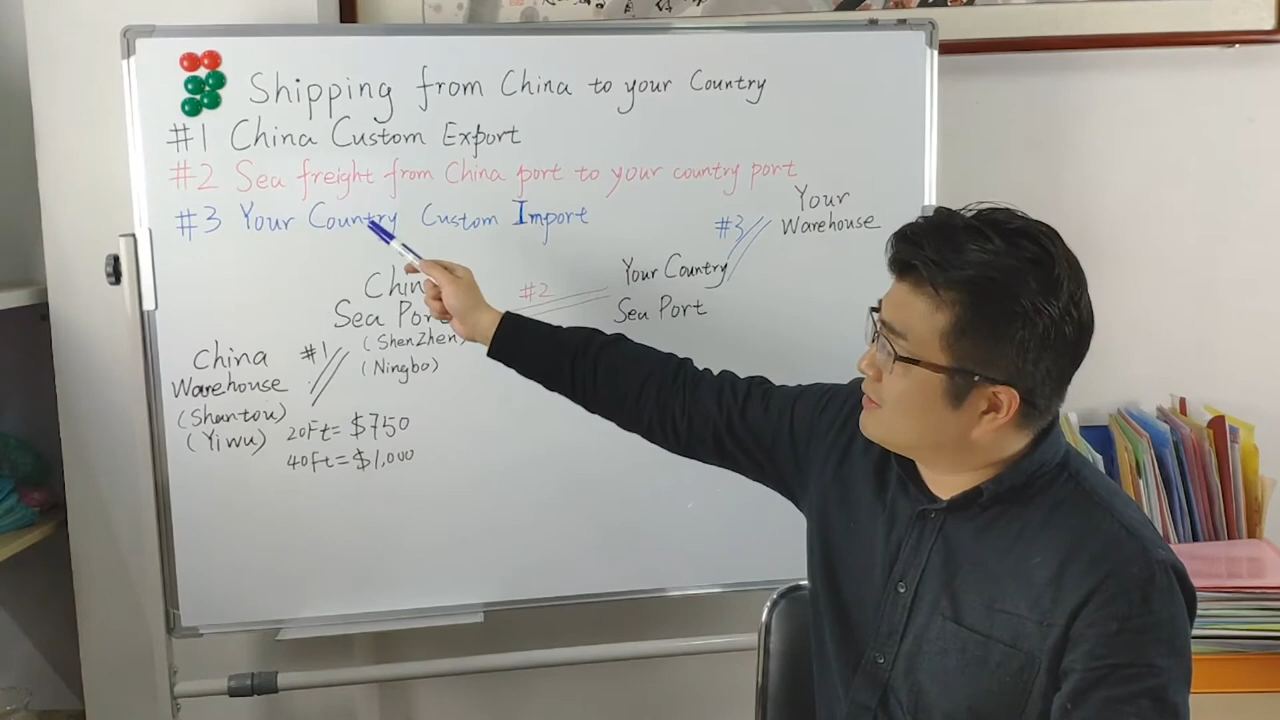 Shipping from China to your Country
#1 China Custom Export
#2 Sea freight from China port to your country port
#3 Your Country Custom Import
Your
Warehouse
#3
Your Country
Sea Port
#2
Chin
Sea Por
(ShenZhen)
(Ningbo)
#1
China
Warehouse
(Shantou)
(Yiwu)
20Ft=$750
40Ft=$1,000